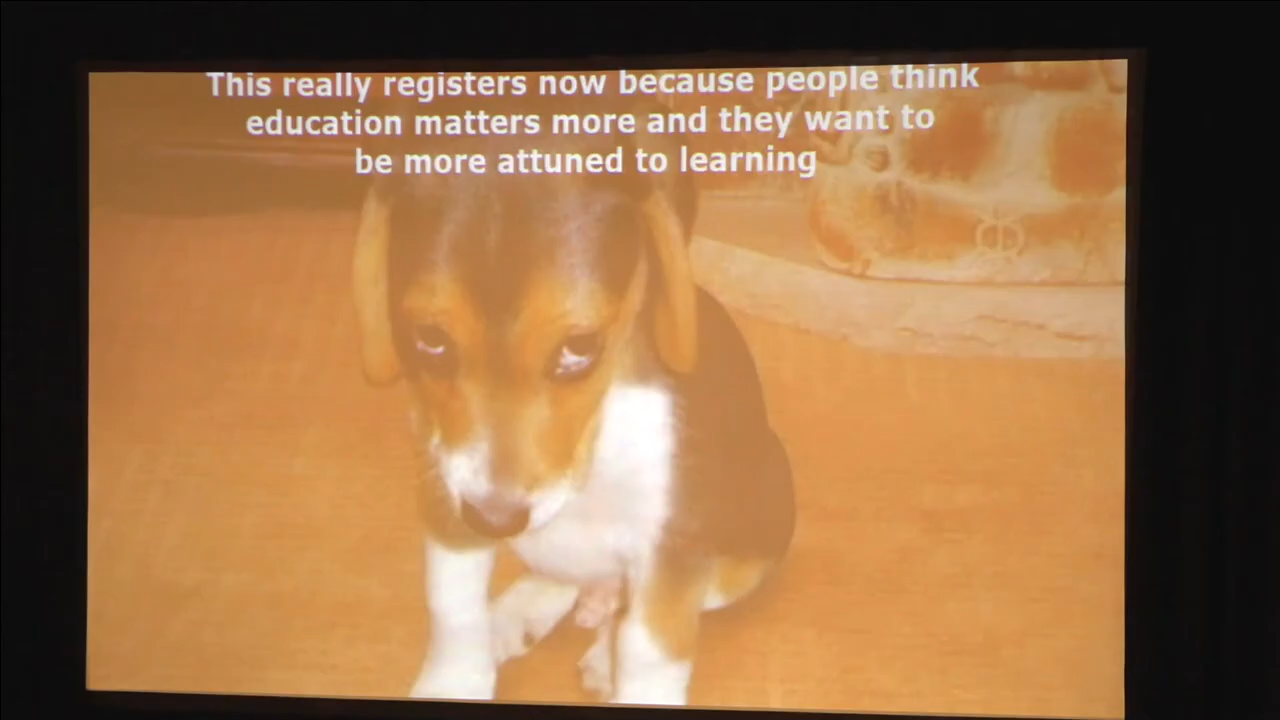 This really registers now because people think
education matters more and they want to
be more attuned to learning